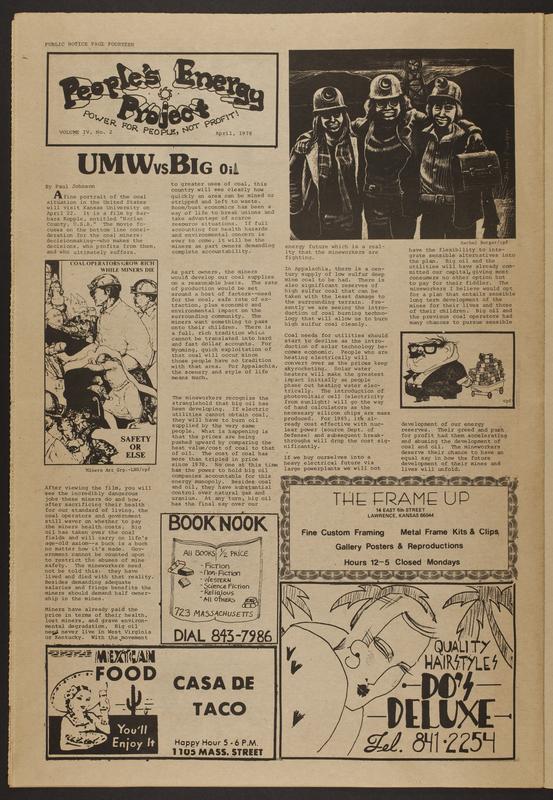 PUBLIC NOTICE PAGE FOURTEEN
People's Energy
Project
POWER FOR PEOPLE, NOT PROFIT!
VOLUME IV, No. 2
April, 1978
UMW vs BIG Oil
By Paul Johnson
A fine portrait of the coal
situation in the United States
will visit Kansas University on
April 22. It is a film by Bar-
bara Kopple, entitled "Harlan
County, U.S.A." The movie fo-
cuses on the bottom line consi-
deration for the coal miners
decisionmaking--who makes the
decisions, who profits from them,
and who ultimately suffers.
COAL OPERATORS GROW RICH
WHILE MINERS DIE
SAFETY
OR
ELSE
Miners Art Grp.-LNS/cpf
After viewing the film, you will
see the incredibly dangerous
jobs these miners do and how,
after sacrificing their health
for our standard of living, the
coal operators and government
still waver on whether to pay
the miners health costs. Big
oil has taken over the coal
fields and will carry on life's
age-old axiom--a buck is a buck
no matter how it's made. Gov-
ernment cannot be counted upon
to restrict the abuses of mine
safety. The mineworkers need
not be told this: they have
lived and died with that reality.
Besides demanding adequate
salaries and fringe benefits the
miners should demand half owner-
ship in the mines.
Miners have already paid the
price in terms of their health,
lost miners, and grave environ-
mental degradation. Big oil
need never live in West Virginia
or Kentucky. With the movement
to greater uses of coal, this
country will see clearly how
quickly an area can be mined or
stripped and left to waste.
Boom/bust economics has been a
way of life to break unions and
take advantage of scarce
resource situations. If full
accounting for health hazards
and environmental concern is
ever to come, it will be the
miners as part owners demanding
complete accountability.
As part owners, the miners
would develop our coal supplies
on a reasonable basis. The rate
of production would be set
around a host of factors--need
for the coal, safe rate of ex-
traction, plus economic and
environmental impact on the
surrounding community. The
miners want something to pass
onto their children. There is
a full, rich tradition which
cannot be translated into hard
and fast dollar accounts. For
Wyoming, quick exploitation of
that coal will occur since
those people have no tradition
with that area. For Appalachia,
the scenery and style of life
means much.
The mineworkers recognize the
stranglehold that big oil has
been developing. If electric
utilities cannot obtain coal,
they will have to burn oil
supplied by the very same
people. What is happening is
that the prices are being
pushed upward by comparing the
heat value/cost of coal to that
of oil. The cost of coal has
more than tripled in price
since 1970. No one at this time
has the power to hold big oil
companies accountable for this
energy monopoly. Besides coal
and oil, they have substantial
control over natural gas and
uranium. At any turn, big oil
has the final say over our
Rachel Burger/cpf
energy future which is a real-
ity that the mineworkers are
fighting.
In Appalachia, there is a cen-
tury supply of low sulfur deep
mine coal to be had. There is
also significant reserves of
high sulfur coal that can be
taken with the least damage to
the surrounding terrain. Pre-
sently we are seeing the intro-
duction of coal burning technol-
ogy that will allow us to burn
high sulfur coal cleanly.
Coal needs for utilities should
start to decline as the intro-
duction of solar technology be-
comes economic. People who are
heating electrically will
convert over as the prices keep
skyrocketing. Solar water
heaters will make the greatest
impact initially as people
phase out heating water elec-
trically. The introduction of
photovoltaic cell (electricity
from sunlight) will go the way
of hand calculators as the
necessary silicon chips are mass
produced. For 1985, it's al-
ready cost effective with nuc-
lear power (source Dept. of
Defense) and subsequent break-
throughs will drop the cost sig-
nificantly.
If we buy ourselves into a
heavy electrical future via
large powerplants we will not
have the flexibility to inte-
grate sensible alternatives into
the plan. Big oil and the
utilities will have already com-
mitted our capital, giving most
consumers no other option but
to pay for their fiddler. The
mineworkers I believe would opt
for a plan that entails sensible
long term development of the
mines for their lives and those
of their children. Big oil and
the previous coal operators had
many chances to pursue sensible
cpf
development of our energy
reserves. Their greed and push
for profit had them accelerating
and abusing the development of
coal and oil. The mineworkers
deserve their chance to have an
equal say in how the future
development of their mines and
lives will unfold.
BOOK NOOK
All BOOKS 1/2 PRICE
-Fiction
-Non-Fiction
-WESTERN
-Science Fiction
-Religious
-All OTHERS
723 MASSACHUSETTS
DIAL 843-7986
THE FRAME UP
14 EAST 8th STREET
LAWRENCE, KANSAS 66044
Fine Custom Framing Metal Frame Kits & Clips
Gallery Posters & Reproductions
Hours 12-5 Closed Mondays
MEXICAN
FOOD
You'll
Enjoy It
CASA DE
TACO
Happy Hour 5-6 P.M.
1105 MASS. STREET
QUALITY
HAIRSTYLES
DO'S
DELUXE
Tel. 841-2254